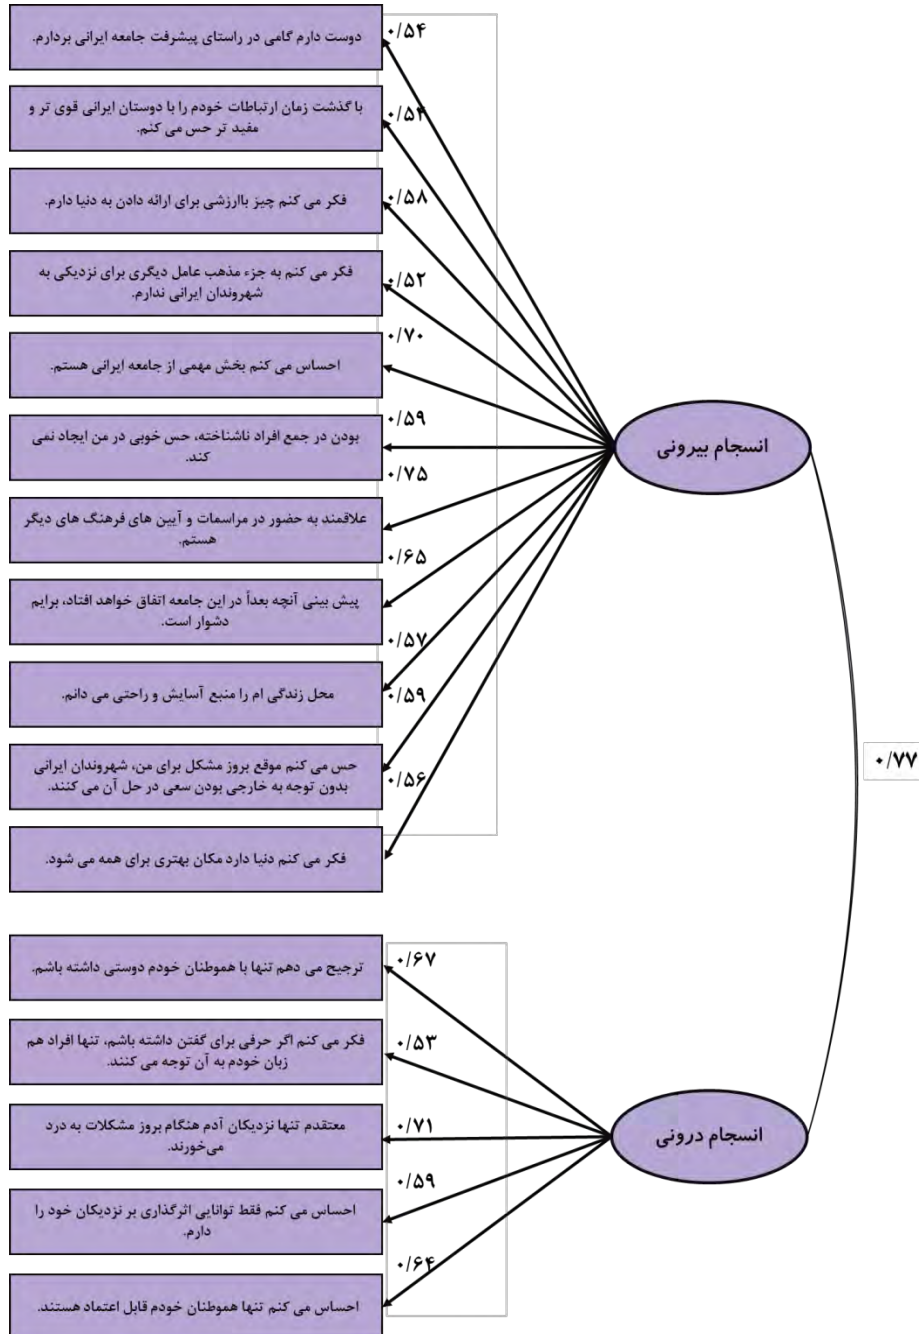 دوست دارم گامی در راستای پیشرفت جامعه ایرانی بردارم.
۰/۵۴
با گذشت زمان ارتباطات خودم را با دوستان ایرانی قوی تر و
مفید تر حس می کنم.
۰/۵۴
فکر می کنم چیز باارزشی برای ارائه دادن به دنیا دارم.
۰/۵۸
فکر می کنم به جزء مذهب عامل دیگری برای نزدیکی به
شهروندان ایرانی ندارم.
۰/۵۲
احساس می کنم بخش مهمی از جامعه ایرانی هستم.
۰/۷۰
بودن در جمع افراد ناشناخته، حس خوبی در من ایجاد نمی
کند.
۰/۵۹
علاقمند به حضور در مراسمات و آیین های فرهنگ های دیگر
هستم.
۰/۷۵
پیش بینی آنچه بعداً در این جامعه اتفاق خواهد افتاد، برایم
دشوار است.
۰/۶۵
محل زندگی ام را منبع آسایش و راحتی می دانم.
۰/۵۷
حس می کنم موقع بروز مشکل برای من، شهروندان ایرانی
بدون توجه به خارجی بودن سعی در حل آن می کنند.
۰/۵۹
فکر می کنم دنیا دارد مکان بهتری برای همه می شود.
۰/۵۶
انسجام بیرونی
۰/۷۷
ترجیح می دهم تنها با هموطنان خودم دوستی داشته باشم.
۰/۶۷
فکر می کنم اگر حرفی برای گفتن داشته باشم، تنها افراد هم
زبان خودم به آن توجه می کنند.
۰/۵۳
معتقدم تنها نزدیکان آدم هنگام بروز مشکلات به درد
می‌خورند.
۰/۷۱
احساس می کنم فقط توانایی اثرگذاری بر نزدیکان خود را
دارم.
۰/۵۹
احساس می کنم تنها هموطنان خودم قابل اعتماد هستند.
۰/۶۴
انسجام درونی